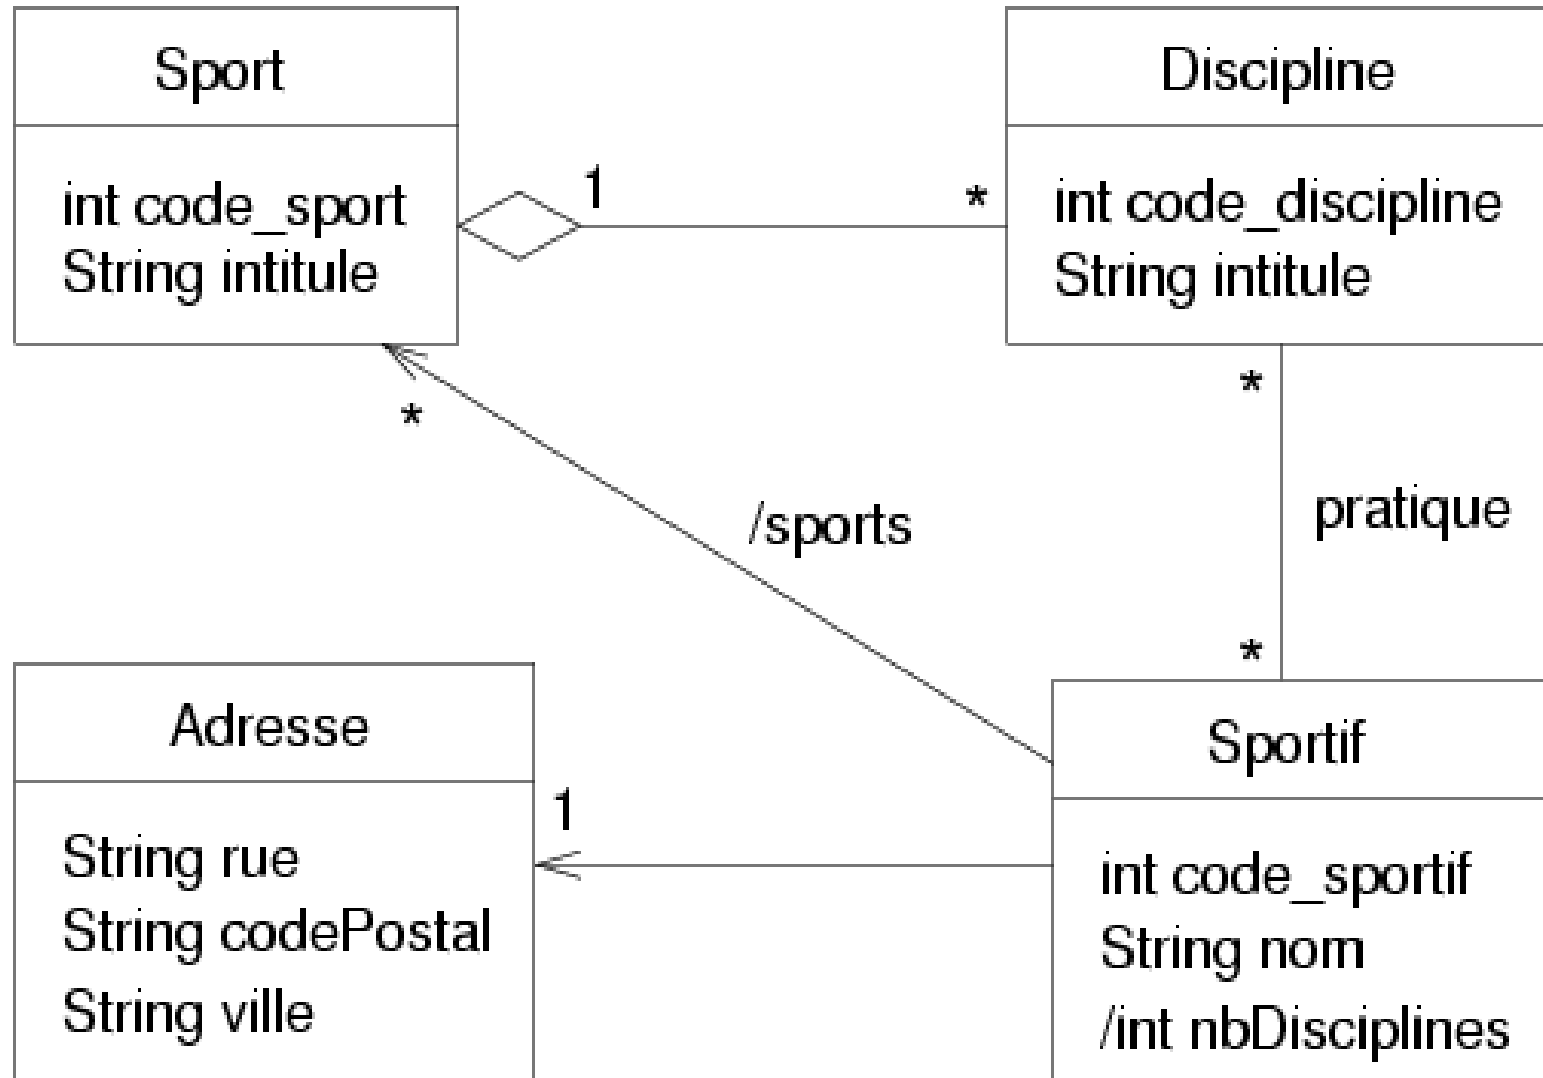 Sport
int code_sport
String intitule
1
*
Discipline
int code_discipline
String intitule
*
/sports
*
pratique
*
Adresse
String rue
String codePostal
String ville
1
Sportif
int code_sportif
String nom
/int nbDisciplines